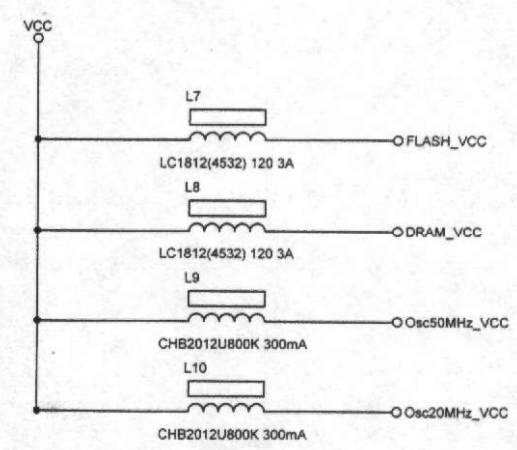 VCC
L7
FLASH_VCC
LC1812(4532) 120 3A
L8
DRAM_VCC
LC1812(4532) 120 3A
L9
Osc50MHz_VCC
CHB2012U800K 300mA
L10
Osc20MHz_VCC
CHB2012U800K 300mA